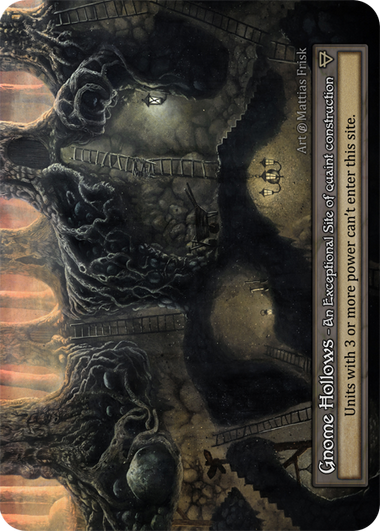 Art @ Mattias Frisk
Gnome Hollows – An Exceptional Site of quaint construction
Units with 3 or more power can't enter this site.